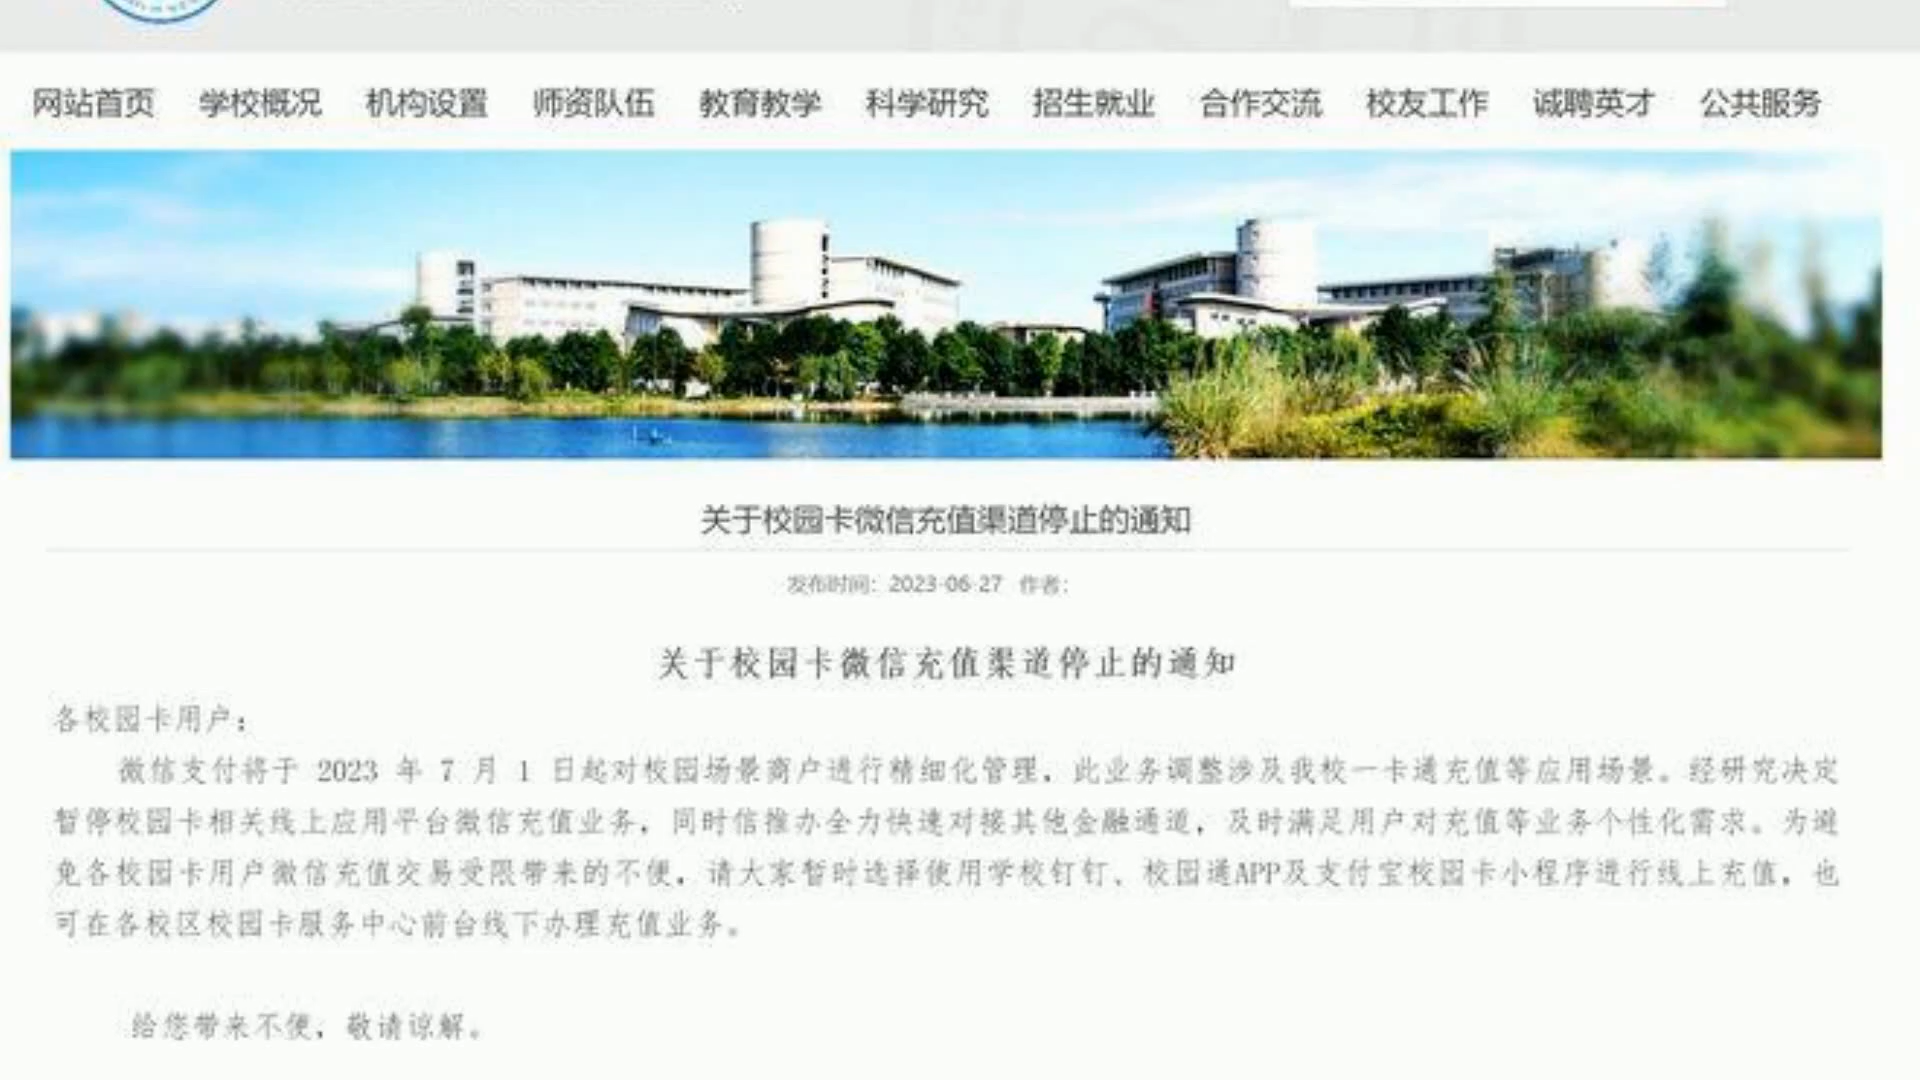 网站首页 学校概况 机构设置 师资队伍 教育教学 科学研究 招生就业 合作交流 校友工作 诚聘英才 公共服务
关于校园卡微信充值渠道停止的通知
发布时间：2023-06-27 作者：
关于校园卡微信充值渠道停止的通知
各校园卡用户：
微信支付将于 2023 年 7 月 1 日起对校园场景商户进行精细化管理，此业务调整涉及我校一卡通充值等应用场景。经研究决定
暂停校园卡相关线上应用平台微信充值业务，同时信推办全力快速对接其他金融通道，及时满足用户对充值等业务个性化需求。为避
免各校园卡用户微信充值交易受限带来的不便，请大家暂时选择使用学校钉钉、校园通APP及支付宝校园卡小程序进行线上充值，也
可在各校区校园卡服务中心前台线下办理充值业务。
给您带来不便，敬请谅解。